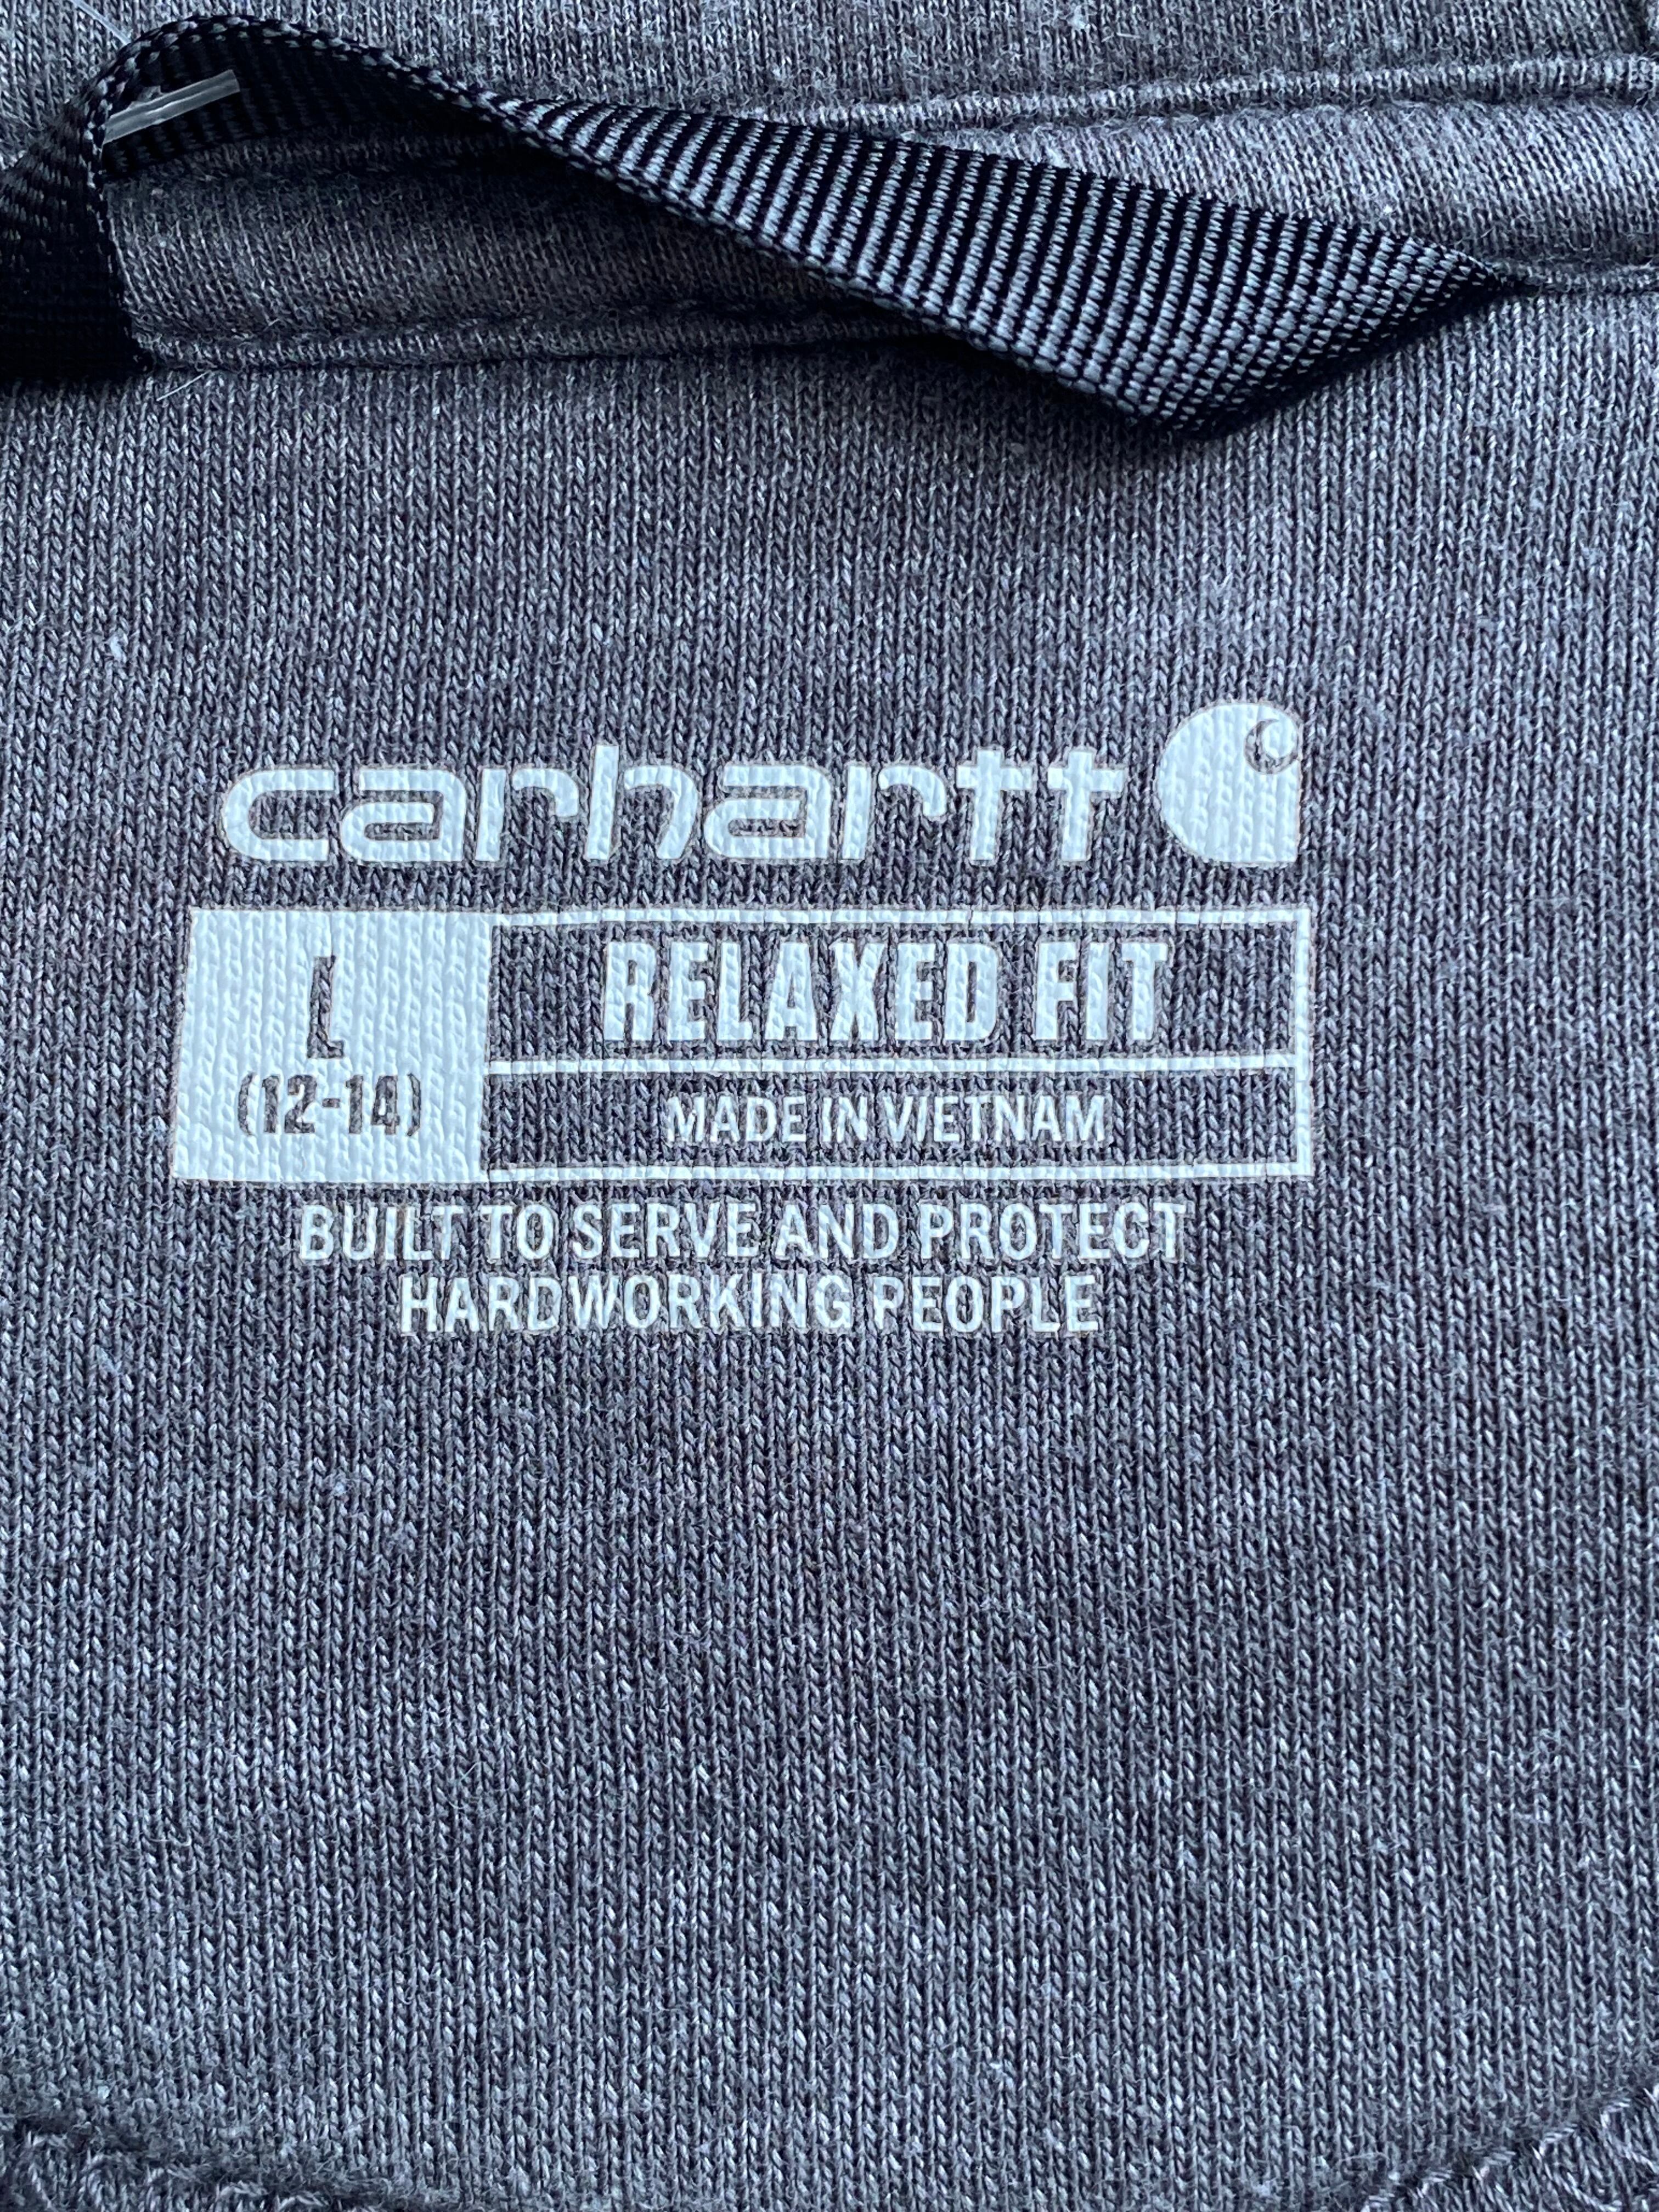 carhartt
L
(12-14)
RELAXED FIT
MADE IN VIETNAM
BUILT TO SERVE AND PROTECT
HARDWORKING PEOPLE